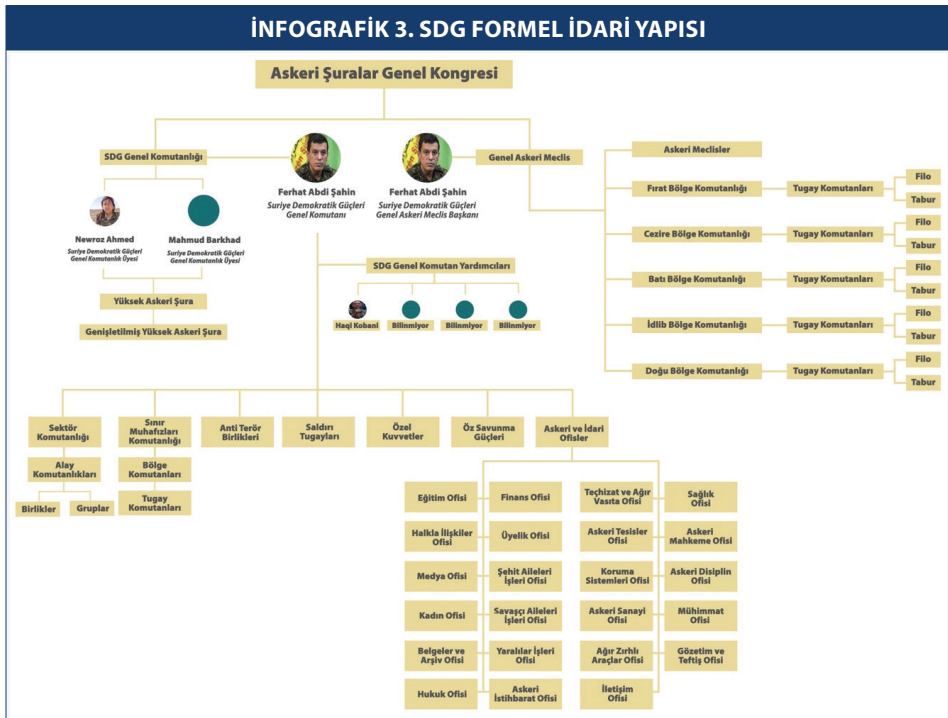 İNFOGRAFİK 3. SDG FORMEL İDARİ YAPISI
Askeri Şuralar Genel Kongresi
SDG Genel Komutanlığı
Ferhat Abdi Şahin
Suriye Demokratik Güçleri
Genel Komutanı
Ferhat Abdi Şahin
Suriye Demokratik Güçleri
Genel Askeri Meclis Başkanı
Genel Askeri Meclis
Newroz Ahmed
Suriye Demokratik Güçleri
Genel Komutanlık Üyesi
Mahmud Barkhad
Suriye Demokratik Güçleri
Genel Komutanlık Üyesi
Yüksek Askeri Şura
Genişletilmiş Yüksek Askeri Şura
SDG Genel Komutan Yardımcıları
Haqi Kobani
Bilinmiyor
Bilinmiyor
Bilinmiyor
Askeri Meclisler
Fırat Bölge Komutanlığı
Tugay Komutanları
Filo
Tabur
Cezire Bölge Komutanlığı
Tugay Komutanları
Filo
Tabur
Batı Bölge Komutanlığı
Tugay Komutanları
Filo
Tabur
İdlib Bölge Komutanlığı
Tugay Komutanları
Filo
Tabur
Doğu Bölge Komutanlığı
Tugay Komutanları
Filo
Tabur
Sektör
Komutanlığı
Alay
Komutanlıkları
Birlikler
Gruplar
Sınır
Muhafızları
Komutanlığı
Bölge
Komutanları
Tugay
Komutanları
Anti Terör
Birlikleri
Saldırı
Tugayları
Özel
Kuvvetler
Öz Savunma
Güçleri
Askeri ve İdari
Ofisler
Eğitim Ofisi
Finans Ofisi
Teçhizat ve Ağır
Vasıta Ofisi
Sağlık
Ofisi
Halkla İlişkiler
Ofisi
Üyelik Ofisi
Askeri Tesisler
Ofisi
Askeri
Mahkeme Ofisi
Medya Ofisi
Şehit Aileleri
İşleri Ofisi
Koruma
Sistemleri Ofisi
Askeri Disiplin
Ofisi
Kadın Ofisi
Savaşçı Aileleri
İşleri Ofisi
Askeri Sanayi
Ofisi
Mühimmat
Ofisi
Belgeler ve
Arşiv Ofisi
Yaralılar İşleri
Ofisi
Ağır Zırhlı
Araçlar Ofisi
Gözetim ve
Teftiş Ofisi
Hukuk Ofisi
Askeri
İstihbarat Ofisi
İletişim
Ofisi